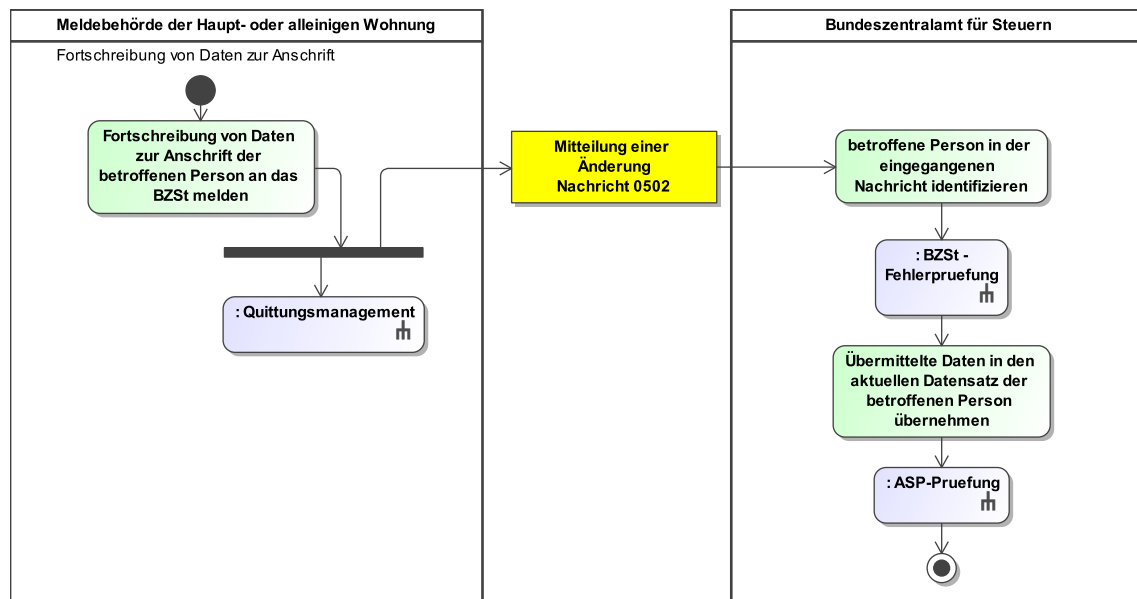 Meldebehörde der Haupt- oder alleinigen Wohnung
Fortschreibung von Daten zur Anschrift
Fortschreibung von Daten
zur Anschrift der
betroffenen Person an das
BZSt melden
: Quittungsmanagement
Mitteilung einer
Änderung
Nachricht 0502
Bundeszentralamt für Steuern
betroffene Person in der
eingegangenen
Nachricht identifizieren
: BZSt -
Fehlerpruefung
Übermittelte Daten in den
aktuellen Datensatz der
betroffenen Person
übernehmen
: ASP-Pruefung